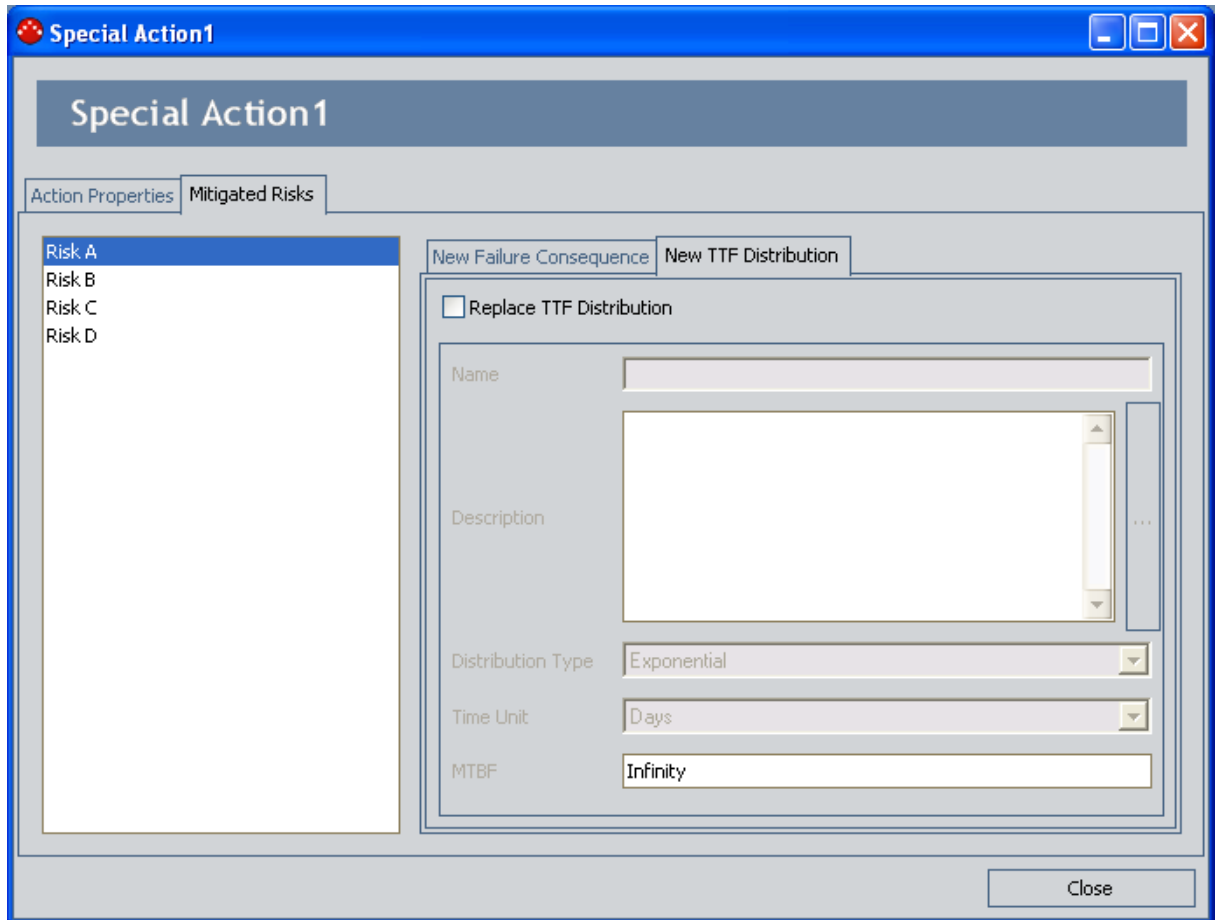 Special Action1
Special Action1
Action Properties Mitigated Risks
Risk A
Risk B
Risk C
Risk D
New Failure Consequence New TTF Distribution
Replace TTF Distribution
Name
Description
...
Distribution Type Exponential
Time Unit Days
MTBF Infinity
Close